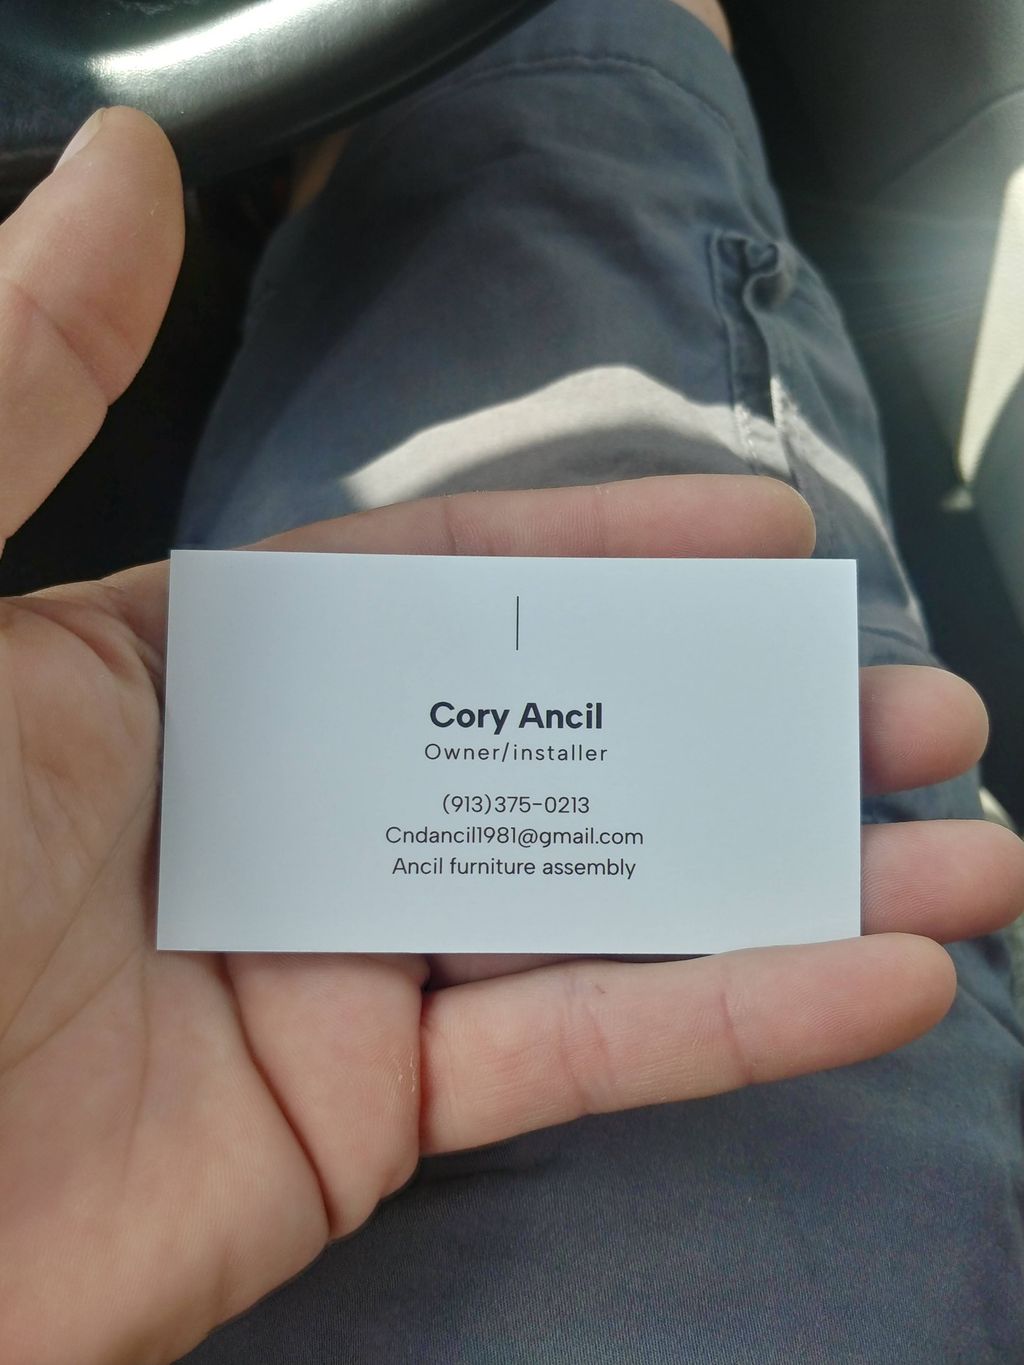 Cory Ancil
Owner/installer
(913)375-0213
Cndancil1981@gmail.com
Ancil furniture assembly